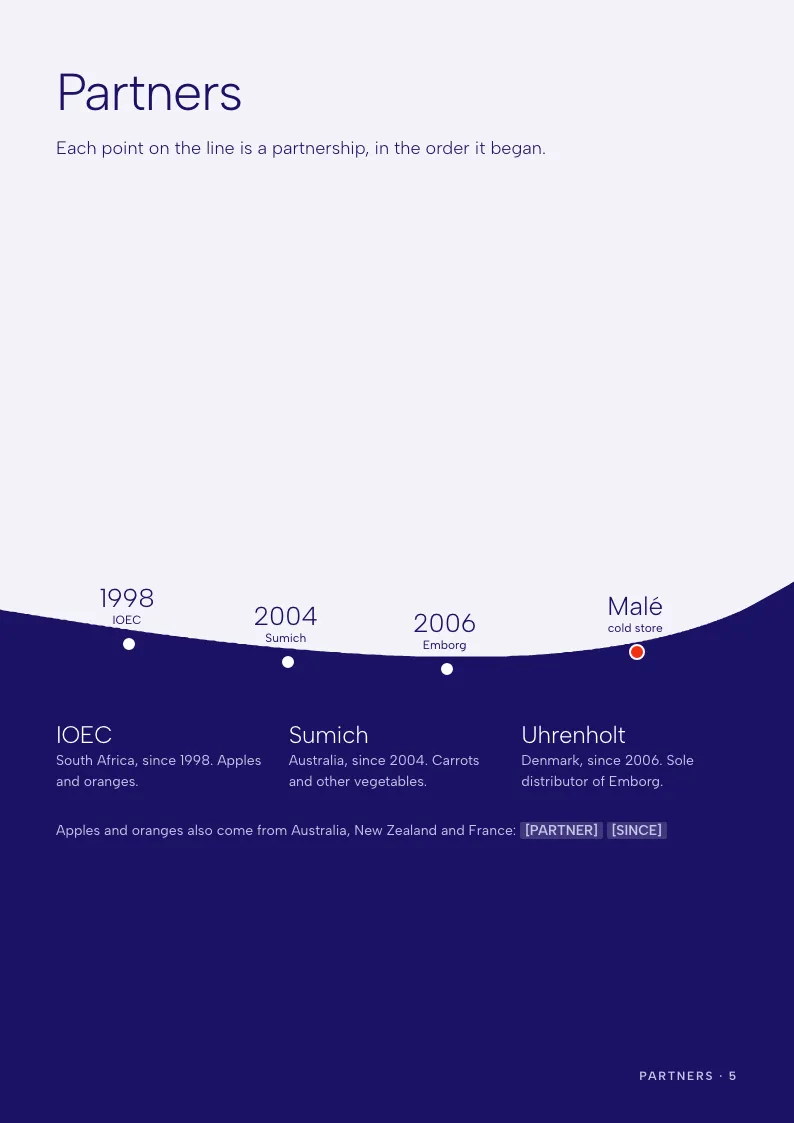 Partners
Each point on the line is a partnership, in the order it began.
1998
IOEC
2004
Sumich
2006
Emborg
Malé
cold store
IOEC
South Africa, since 1998. Apples
and oranges.
Sumich
Australia, since 2004. Carrots
and other vegetables.
Uhrenholt
Denmark, since 2006. Sole
distributor of Emborg.
Apples and oranges also come from Australia, New Zealand and France: [PARTNER] [SINCE]
PARTNERS · 5